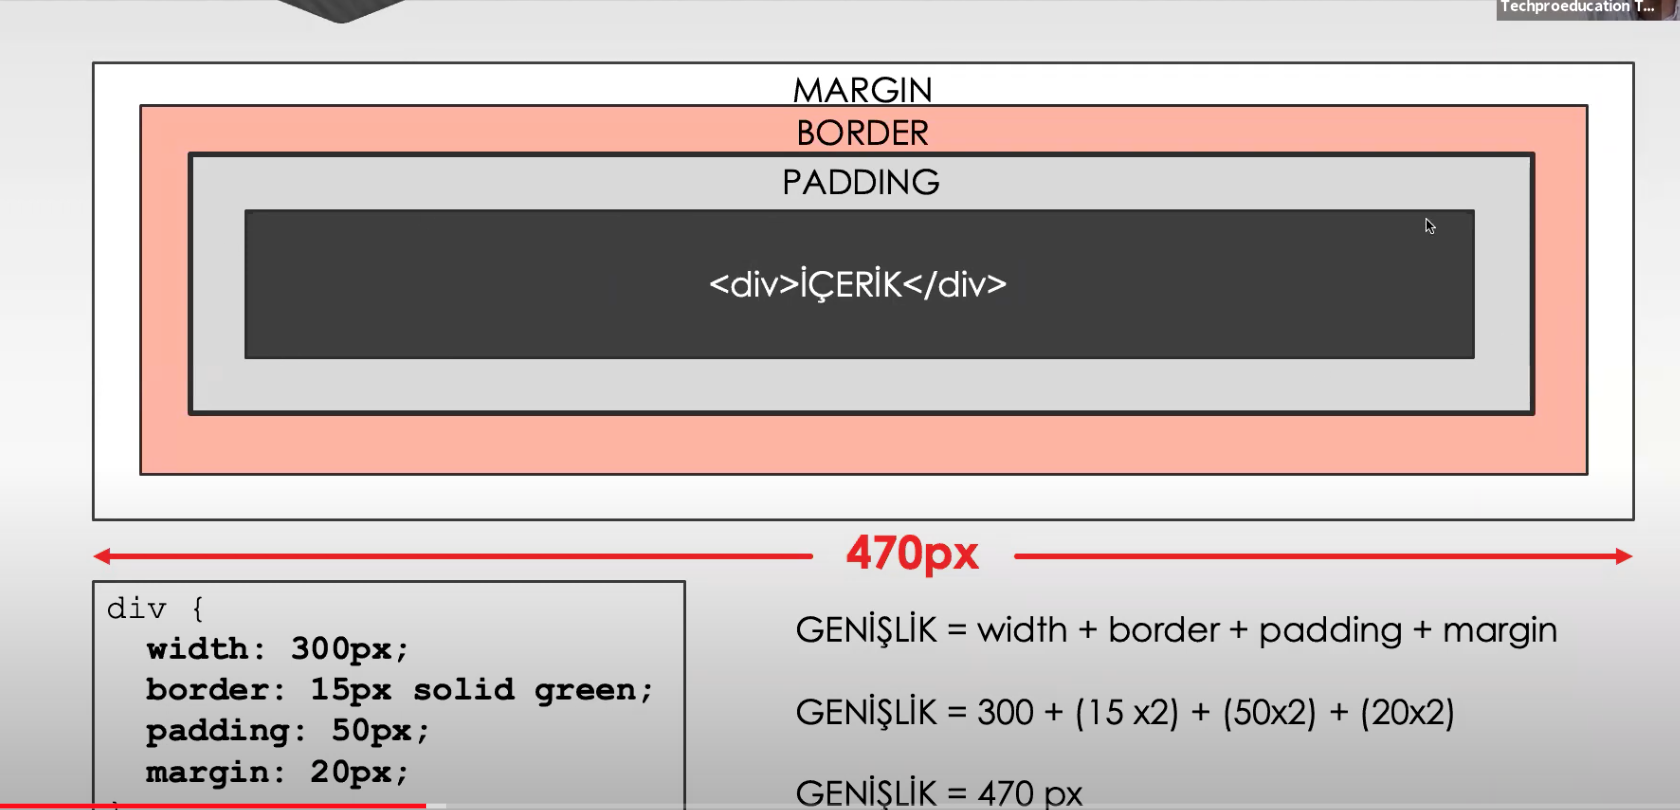 Techproeducation T...
MARGIN
BORDER
PADDING
<div>İÇERİK</div>
470px
div {
width: 300px;
border: 15px solid green;
padding: 50px;
margin: 20px;
GENİŞLİK = width + border + padding + margin
GENİŞLİK = 300 + (15 x2) + (50x2) + (20x2)
GENİŞLİK = 470 px